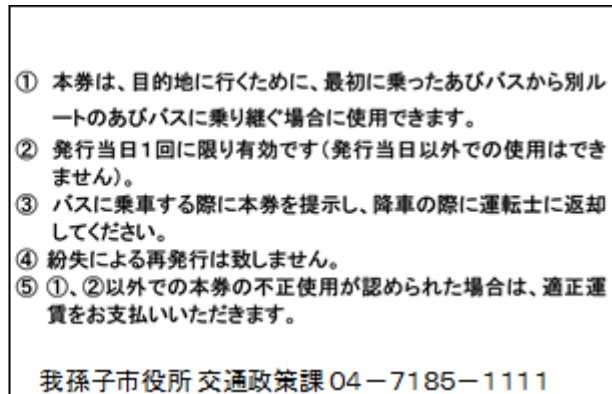 ① 本券は、目的地に行くために、最初に乗ったあびバスから別ル
ートのあびバスに乗り継ぐ場合に使用できます。
② 発行当日1回に限り有効です(発行当日以外での使用はでき
ません)。
③ バスに乗車する際に本券を提示し、降車の際に運転士に返却
してください。
④ 紛失による再発行は致しません。
⑤ ①、②以外での本券の不正使用が認められた場合は、適正運
賃をお支払いいただきます。
我孫子市役所 交通政策課 04-7185-1111